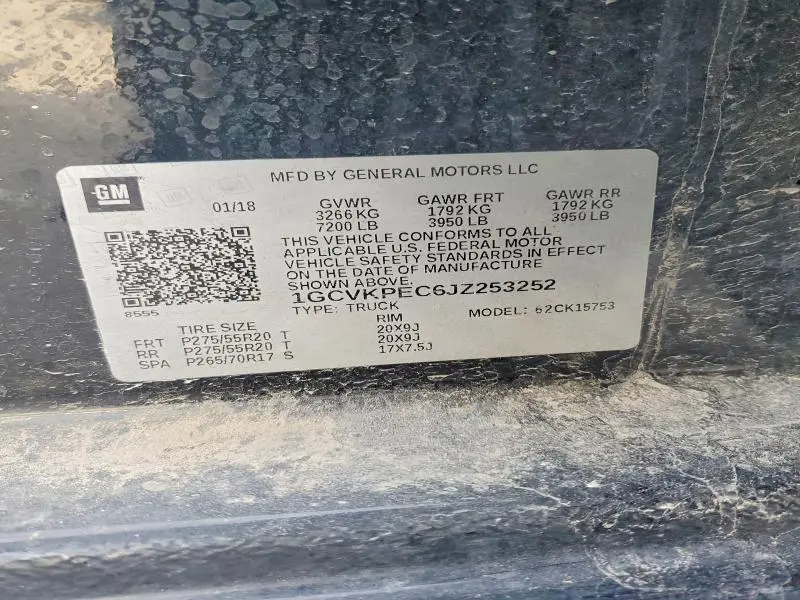 GM
MFD BY GENERAL MOTORS LLC
01/18 GVWR GAWR FRT GAWR RR
3266 KG 1792 KG 1792 KG
7200 LB 3950 LB 3950 LB
THIS VEHICLE CONFORMS TO ALL
APPLICABLE U.S. FEDERAL MOTOR
VEHICLE SAFETY STANDARDS IN EFFECT
ON THE DATE OF MANUFACTURE
SHOWN ABOVE.
8555
1GCVKPEC6JZ253252
TYPE: TRUCK MODEL: 62CK15753
TIRE SIZE RIM
FRT P275/55R20 T 20X9J
RR P275/55R20 T 20X9J
SPA P265/70R17 S 17X7.5J